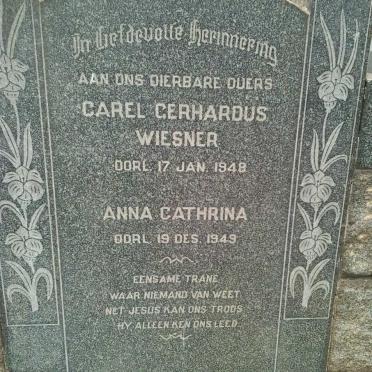 In Liefdevolle Herinnering
AAN ONS DIERBARE OUERS
CAREL GERHARDUS
WIESNER
OORL. 17 JAN. 1948
ANNA CATHRINA
OORL. 19 DES. 1949
EENSAME TRANE
WAAR NIEMAND VAN WEET
NET JESUS KAN ONS TROOS
HY ALLEEN KEN ONS LEED